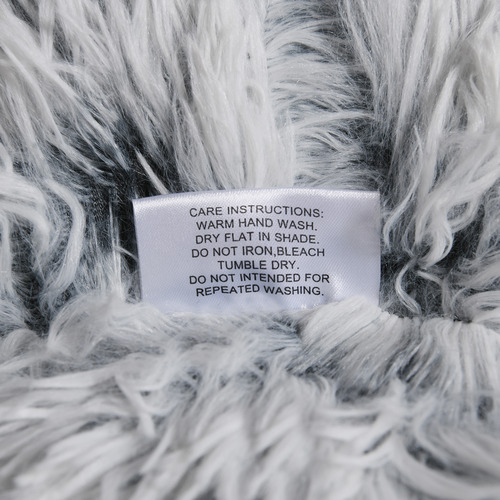 CARE INSTRUCTIONS:
WARM HAND WASH.
DRY FLAT IN SHADE.
DO NOT IRON,BLEACH
TUMBLE DRY.
DO NOT INTENDED FOR
REPEATED WASHING.